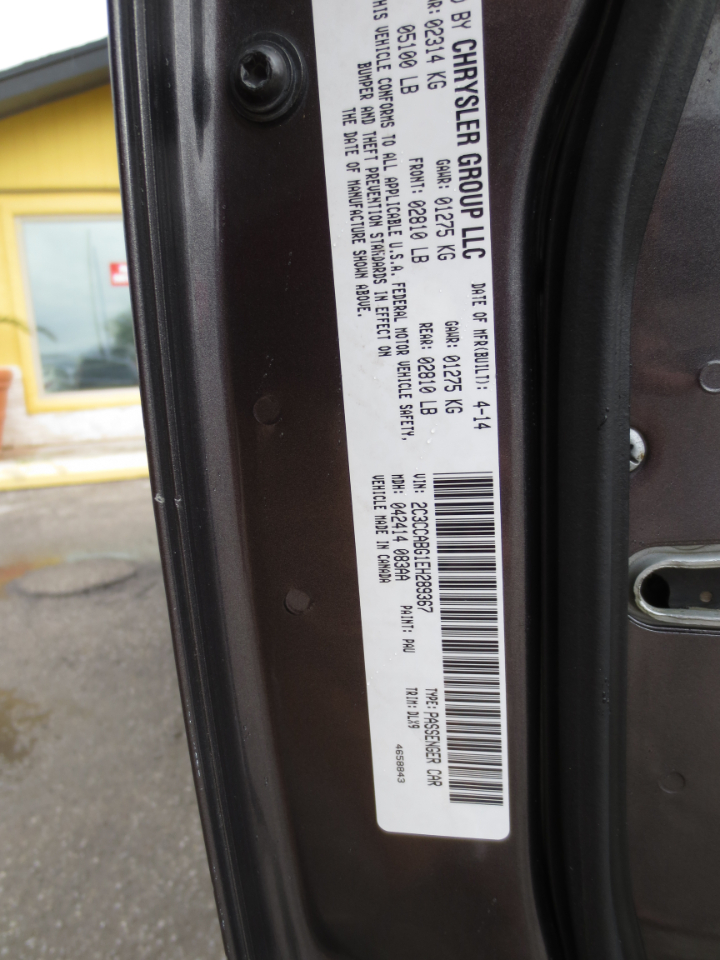 D BY CHRYSLER GROUP LLC
DATE OF MFR(BUILT): 4-14
R: 02314 KG GAWR: 01275 KG GAWR: 01275 KG
05100 LB FRONT: 02810 LB REAR: 02810 LB
THIS VEHICLE CONFORMS TO ALL APPLICABLE U.S.A. FEDERAL MOTOR VEHICLE SAFETY,
BUMPER AND THEFT PREVENTION STANDARDS IN EFFECT ON
THE DATE OF MANUFACTURE SHOWN ABOVE.
VIN: 2C3CCABG1EH289367 TYPE: PASSENGER CAR
MDH: 042414 083AA PAINT: PAU TRIM: DLX9
VEHICLE MADE IN CANADA 4658843